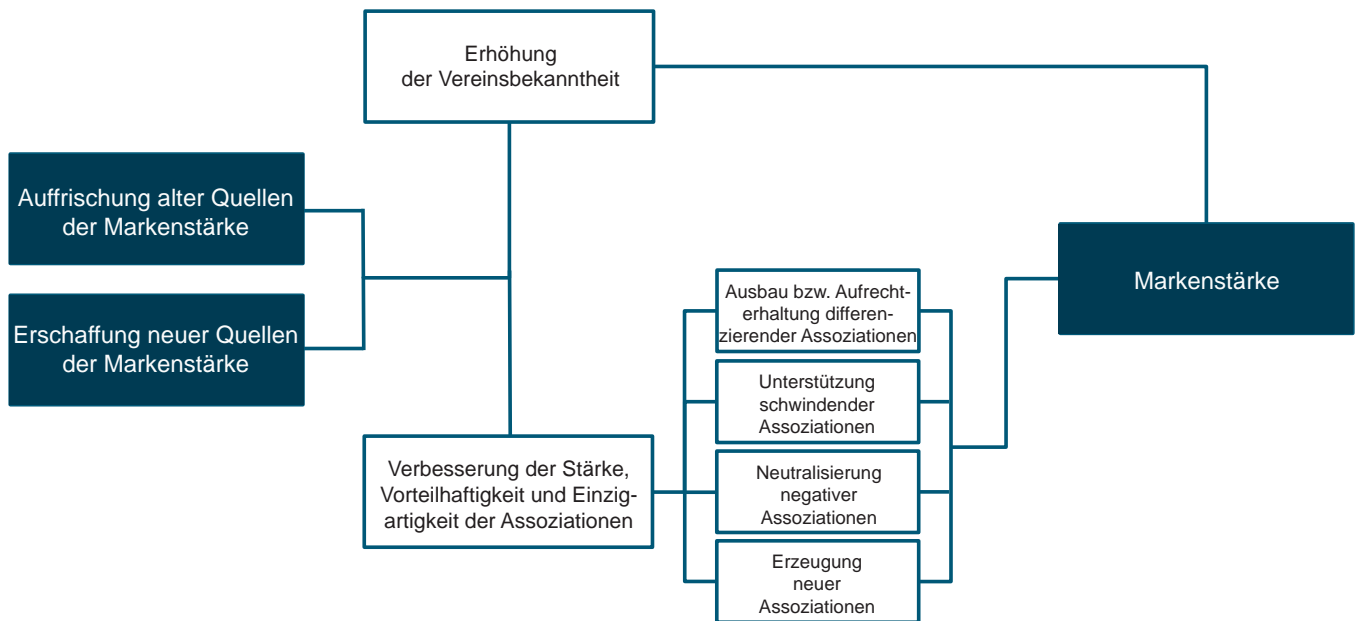 Erhöhung
der Vereinsbekanntheit
Auffrischung alter Quellen
der Markenstärke
Erschaffung neuer Quellen
der Markenstärke
Verbesserung der Stärke,
Vorteilhaftigkeit und Einzig-
artigkeit der Assoziationen
Ausbau bzw. Aufrecht-
erhaltung differen-
zierender Assoziationen
Unterstützung
schwindender
Assoziationen
Neutralisierung
negativer
Assoziationen
Erzeugung
neuer
Assoziationen
Markenstärke